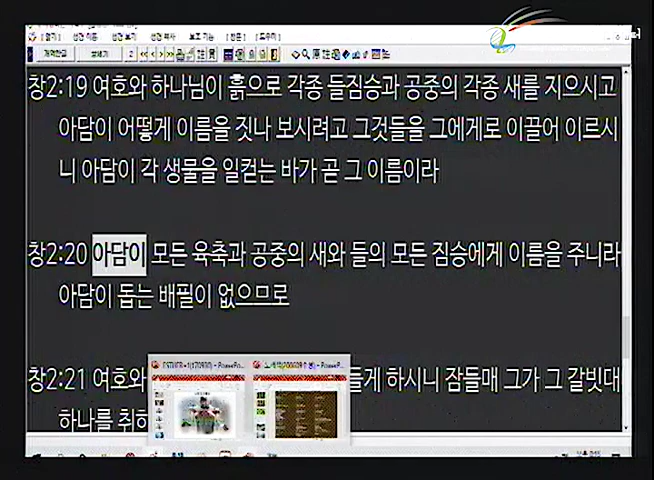 개역한글
창2:19 여호와 하나님이 흙으로 각종 들짐승과 공중의 각종 새를 지으시고
아담이 어떻게 이름을 짓나 보시려고 그것들을 그에게로 이끌어 이르시
니 아담이 각 생물을 일컫는 바가 곧 그 이름이라
창2:20 아담이 모든 육축과 공중의 새와 들의 모든 짐승에게 이름을 주니라
아담이 돕는 배필이 없으므로
창2:21 여호와 들게 하시니 잠들매 그가 그 갈빗대
하나를 취하